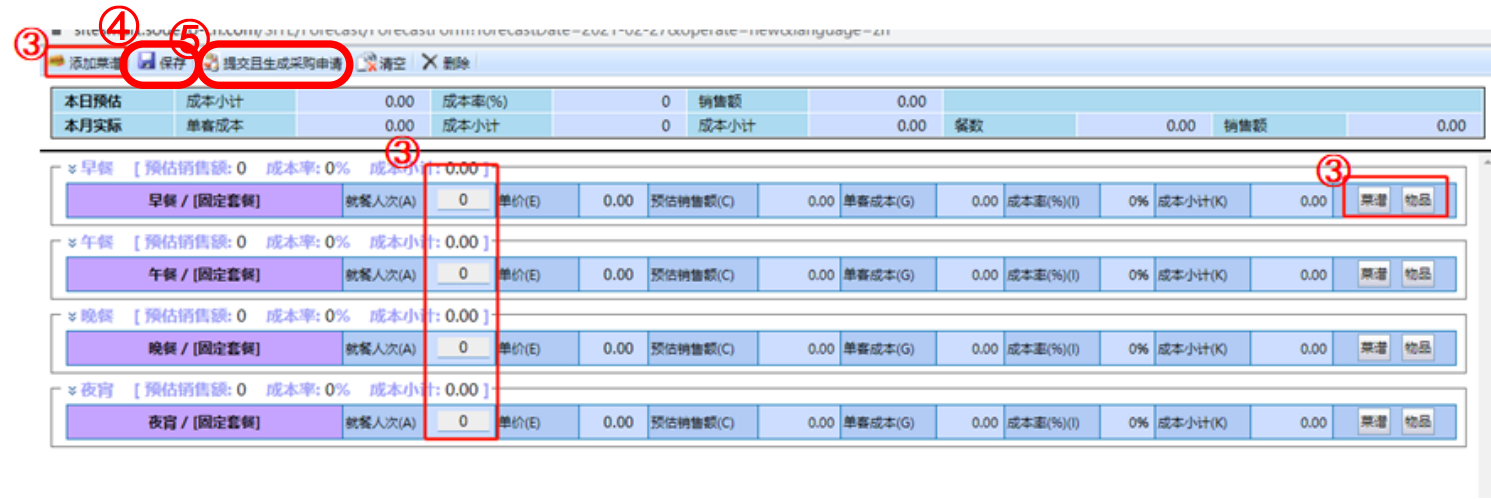 ④
⑤
③ 添加菜谱 保存 提交且生成采购申请 清空 删除
本日预估 成本小计 0.00 成本率(%) 0 销售额 0.00
本月实际 单客成本 0.00 成本小计 0 成本小计 0.00 餐数 0.00 销售额 0.00
③ ③
早餐 [ 预估销售额: 0 成本率: 0% 成本小计: 0.00 ]
早餐 / [固定套餐] 就餐人次(A) 0 单价(E) 0.00 预估销售额(C) 0.00 单客成本(G) 0.00 成本率(%)(I) 0% 成本小计(K) 0.00 菜谱 物品
午餐 [ 预估销售额: 0 成本率: 0% 成本小计: 0.00 ]
午餐 / [固定套餐] 就餐人次(A) 0 单价(E) 0.00 预估销售额(C) 0.00 单客成本(G) 0.00 成本率(%)(I) 0% 成本小计(K) 0.00 菜谱 物品
晚餐 [ 预估销售额: 0 成本率: 0% 成本小计: 0.00 ]
晚餐 / [固定套餐] 就餐人次(A) 0 单价(E) 0.00 预估销售额(C) 0.00 单客成本(G) 0.00 成本率(%)(I) 0% 成本小计(K) 0.00 菜谱 物品
夜宵 [ 预估销售额: 0 成本率: 0% 成本小计: 0.00 ]
夜宵 / [固定套餐] 就餐人次(A) 0 单价(E) 0.00 预估销售额(C) 0.00 单客成本(G) 0.00 成本率(%)(I) 0% 成本小计(K) 0.00 菜谱 物品